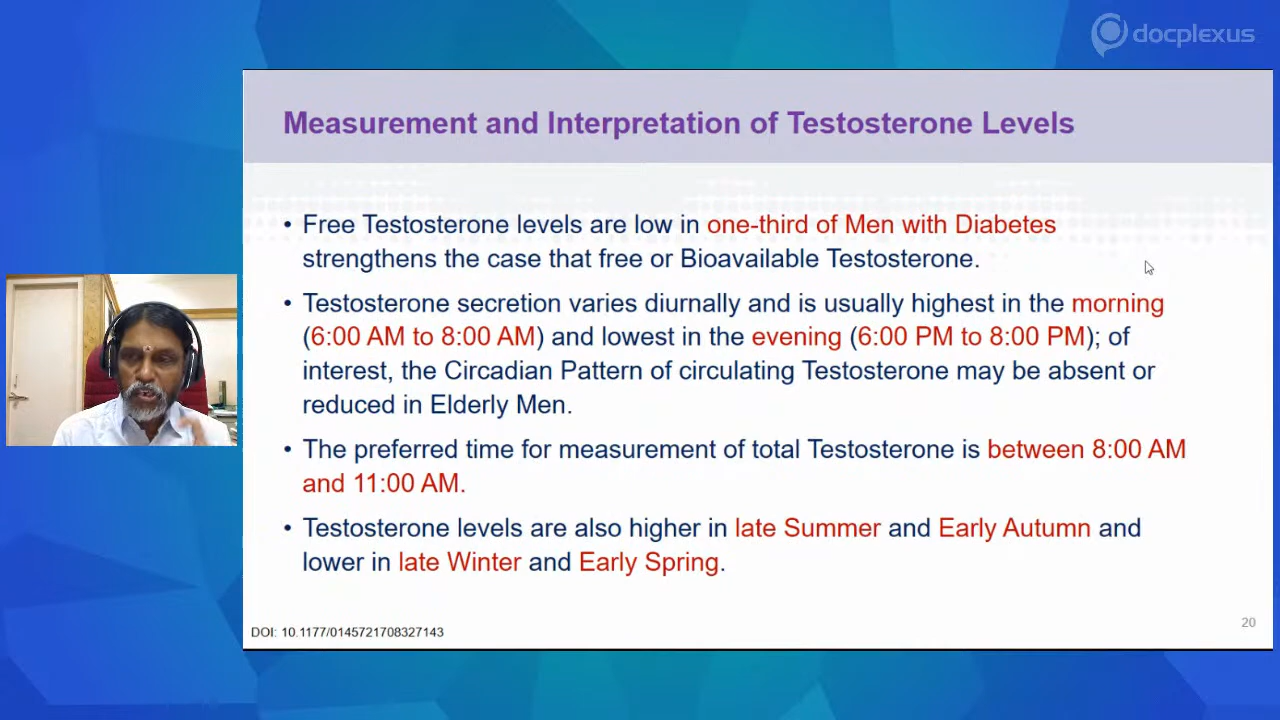 docplexus
Measurement and Interpretation of Testosterone Levels
• Free Testosterone levels are low in one-third of Men with Diabetes
strengthens the case that free or Bioavailable Testosterone.
• Testosterone secretion varies diurnally and is usually highest in the morning
(6:00 AM to 8:00 AM) and lowest in the evening (6:00 PM to 8:00 PM); of
interest, the Circadian Pattern of circulating Testosterone may be absent or
reduced in Elderly Men.
• The preferred time for measurement of total Testosterone is between 8:00 AM
and 11:00 AM.
• Testosterone levels are also higher in late Summer and Early Autumn and
lower in late Winter and Early Spring.
DOI: 10.1177/0145721708327143
20